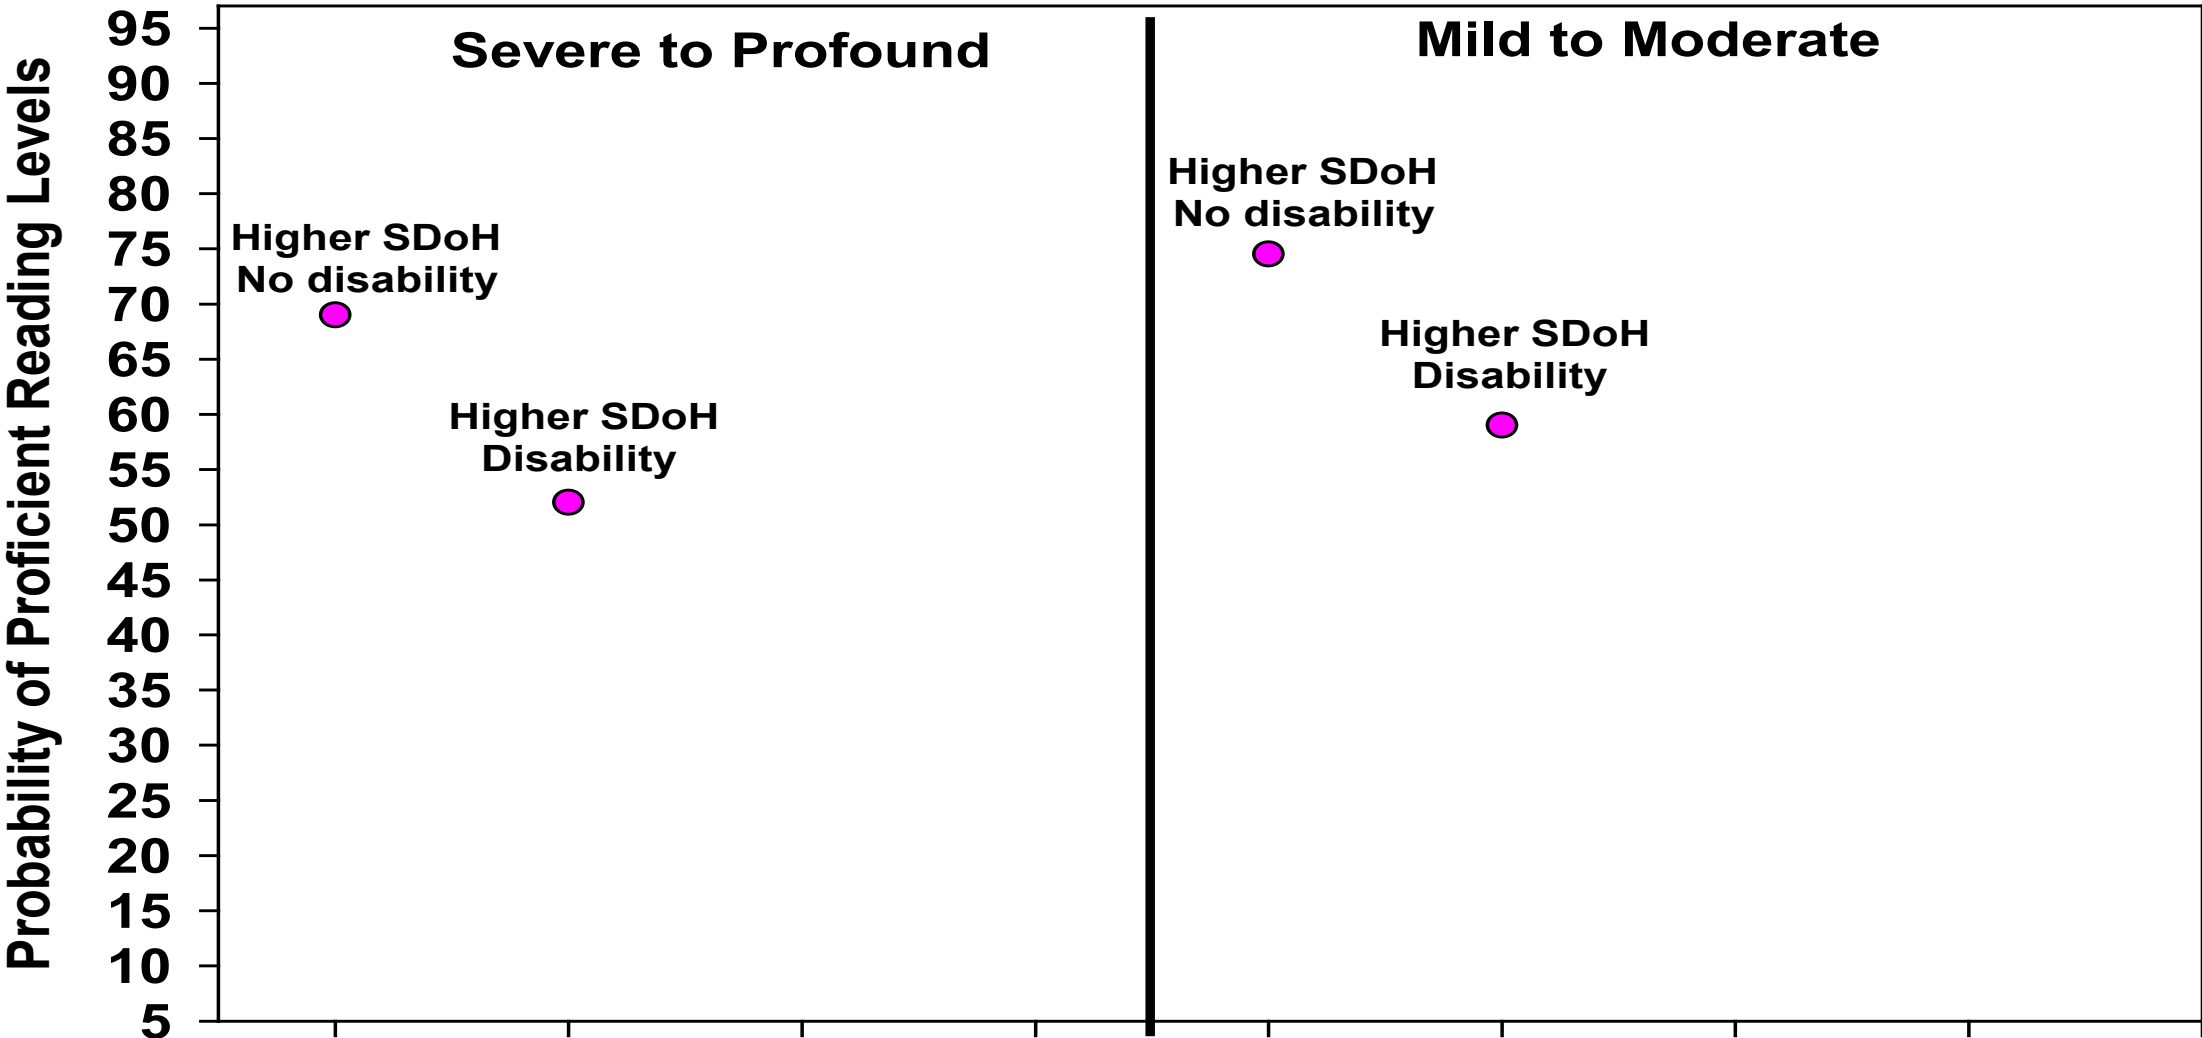 Probability of Proficient Reading Levels
95
90
85
80
75
70
65
60
55
50
45
40
35
30
25
20
15
10
5
Severe to Profound
Higher SDoH
No disability
Higher SDoH
Disability
Mild to Moderate
Higher SDoH
No disability
Higher SDoH
Disability